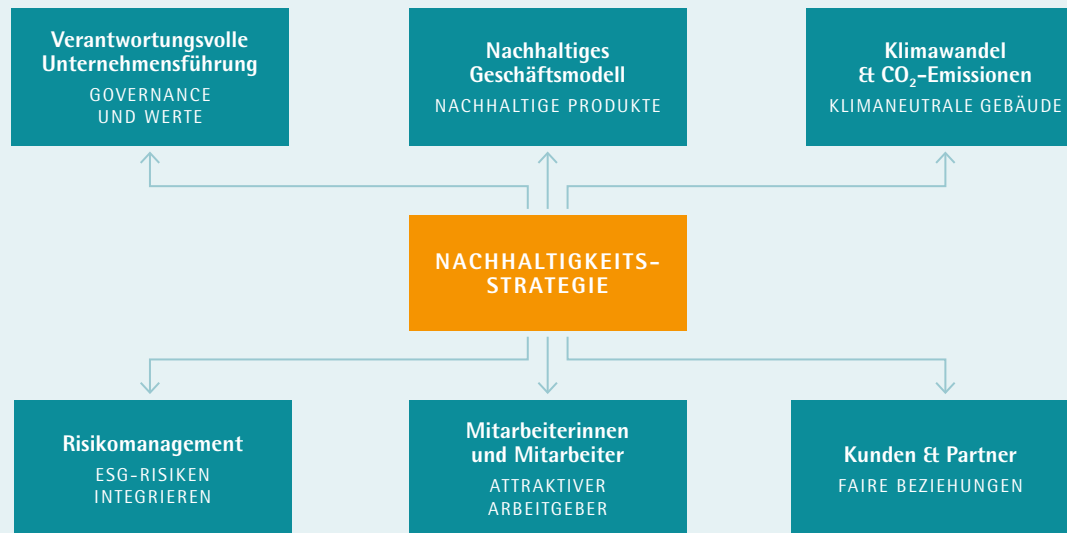 Verantwortungsvolle
Unternehmensführung
GOVERNANCE
UND WERTE
Nachhaltiges
Geschäftsmodell
NACHHALTIGE PRODUKTE
Klimawandel
& CO₂-Emissionen
KLIMANEUTRALE GEBÄUDE
NACHHALTIGKEITS-
STRATEGIE
Risikomanagement
ESG-RISIKEN
INTEGRIEREN
Mitarbeiterinnen
und Mitarbeiter
ATTRAKTIVER
ARBEITGEBER
Kunden & Partner
FAIRE BEZIEHUNGEN